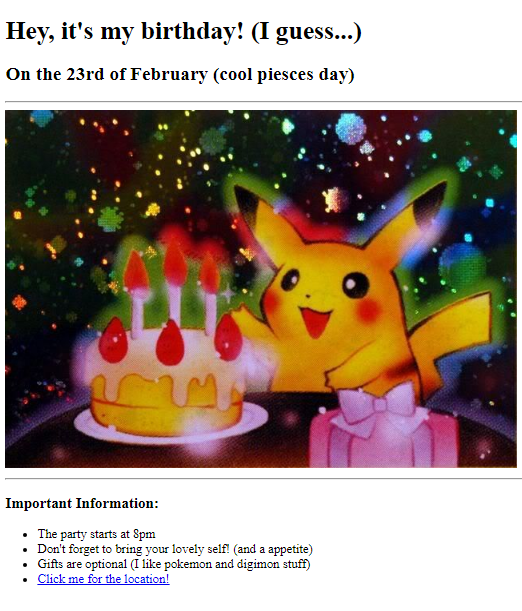 Hey, it's my birthday! (I guess...)
On the 23rd of February (cool piesces day)
Important Information:
The party starts at 8pm
Don't forget to bring your lovely self! (and a appetite)
Gifts are optional (I like pokemon and digimon stuff)
Click me for the location!